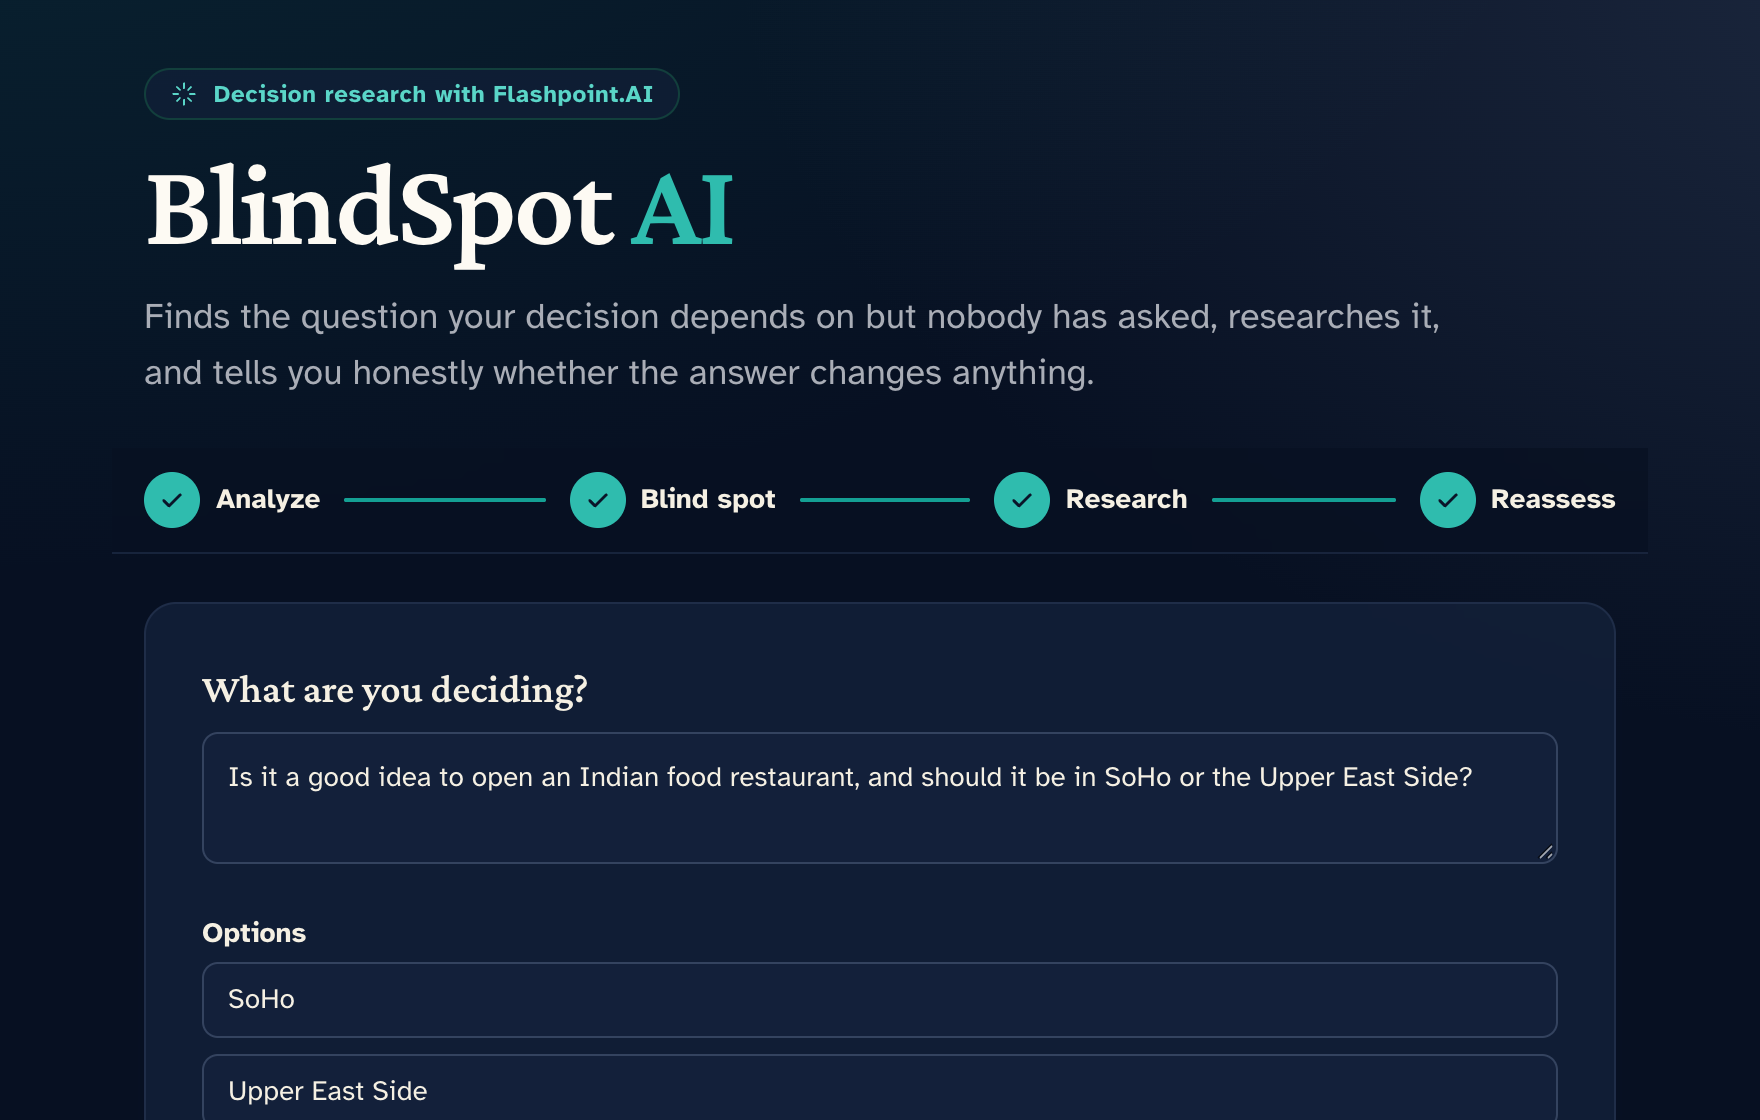 Decision research with Flashpoint.AI
BlindSpot AI
Finds the question your decision depends on but nobody has asked, researches it,
and tells you honestly whether the answer changes anything.
Analyze
Blind spot
Research
Reassess
What are you deciding?
Is it a good idea to open an Indian food restaurant, and should it be in SoHo or the Upper East Side?
Options
SoHo
Upper East Side